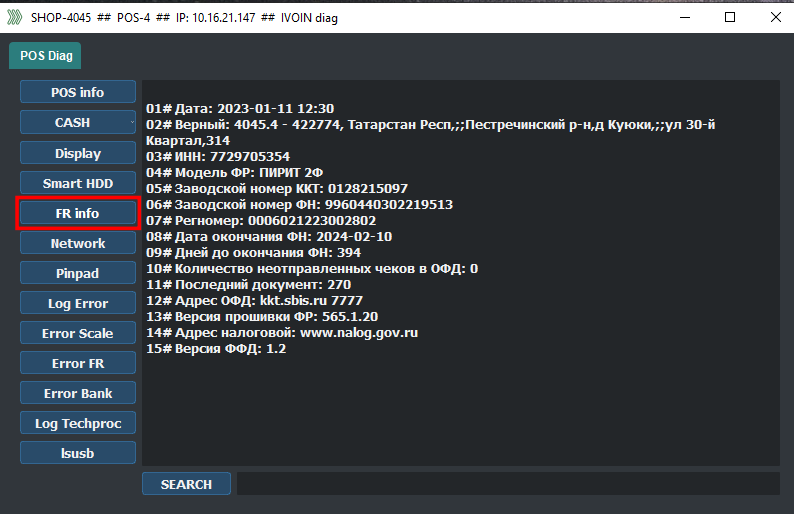 SHOP-4045 ## POS-4 ## IP: 10.16.21.147 ## IVOIN diag
POS Diag
POS info
CASH
Display
Smart HDD
FR info
Network
Pinpad
Log Error
Error Scale
Error FR
Error Bank
Log Techproc
lsusb
01# Дата: 2023-01-11 12:30
02# Верный: 4045.4 - 422774, Татарстан Респ,;;Пестречинский р-н,д Куюки,;;ул 30-й
Квартал,314
03# ИНН: 7729705354
04# Модель ФР: ПИРИТ 2Ф
05# Заводской номер ККТ: 0128215097
06# Заводской номер ФН: 9960440302219513
07# Регномер: 0006021223002802
08# Дата окончания ФН: 2024-02-10
09# Дней до окончания ФН: 394
10# Количество неотправленных чеков в ОФД: 0
11# Последний документ: 270
12# Адрес ОФД: kkt.sbis.ru 7777
13# Версия прошивки ФР: 565.1.20
14# Адрес налоговой: www.nalog.gov.ru
15# Версия ФФД: 1.2
SEARCH